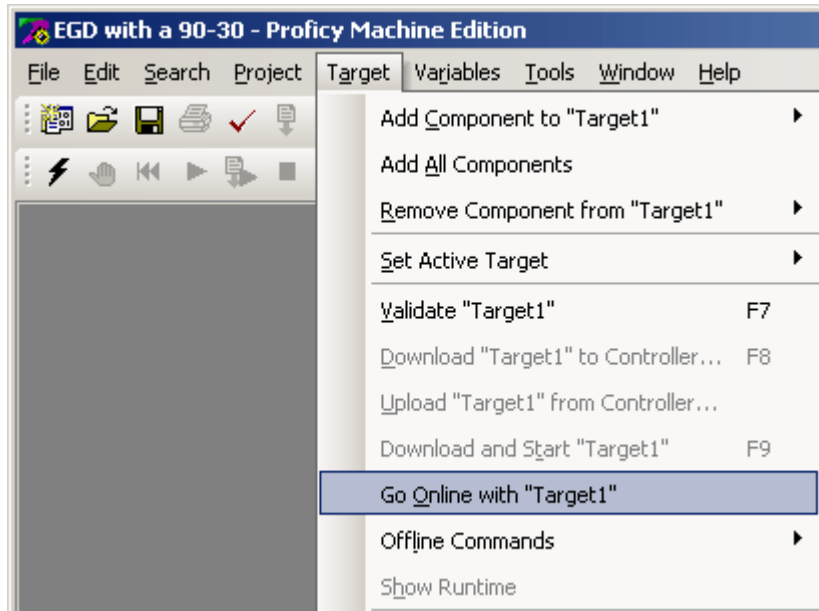 EGD with a 90-30 - Proficy Machine Edition
File Edit Search Project Target Variables Tools Window Help
Add Component to "Target1"
Add All Components
Remove Component from "Target1"
Set Active Target
Validate "Target1" F7
Download "Target1" to Controller... F8
Upload "Target1" from Controller...
Download and Start "Target1" F9
Go Online with "Target1"
Offline Commands
Show Runtime